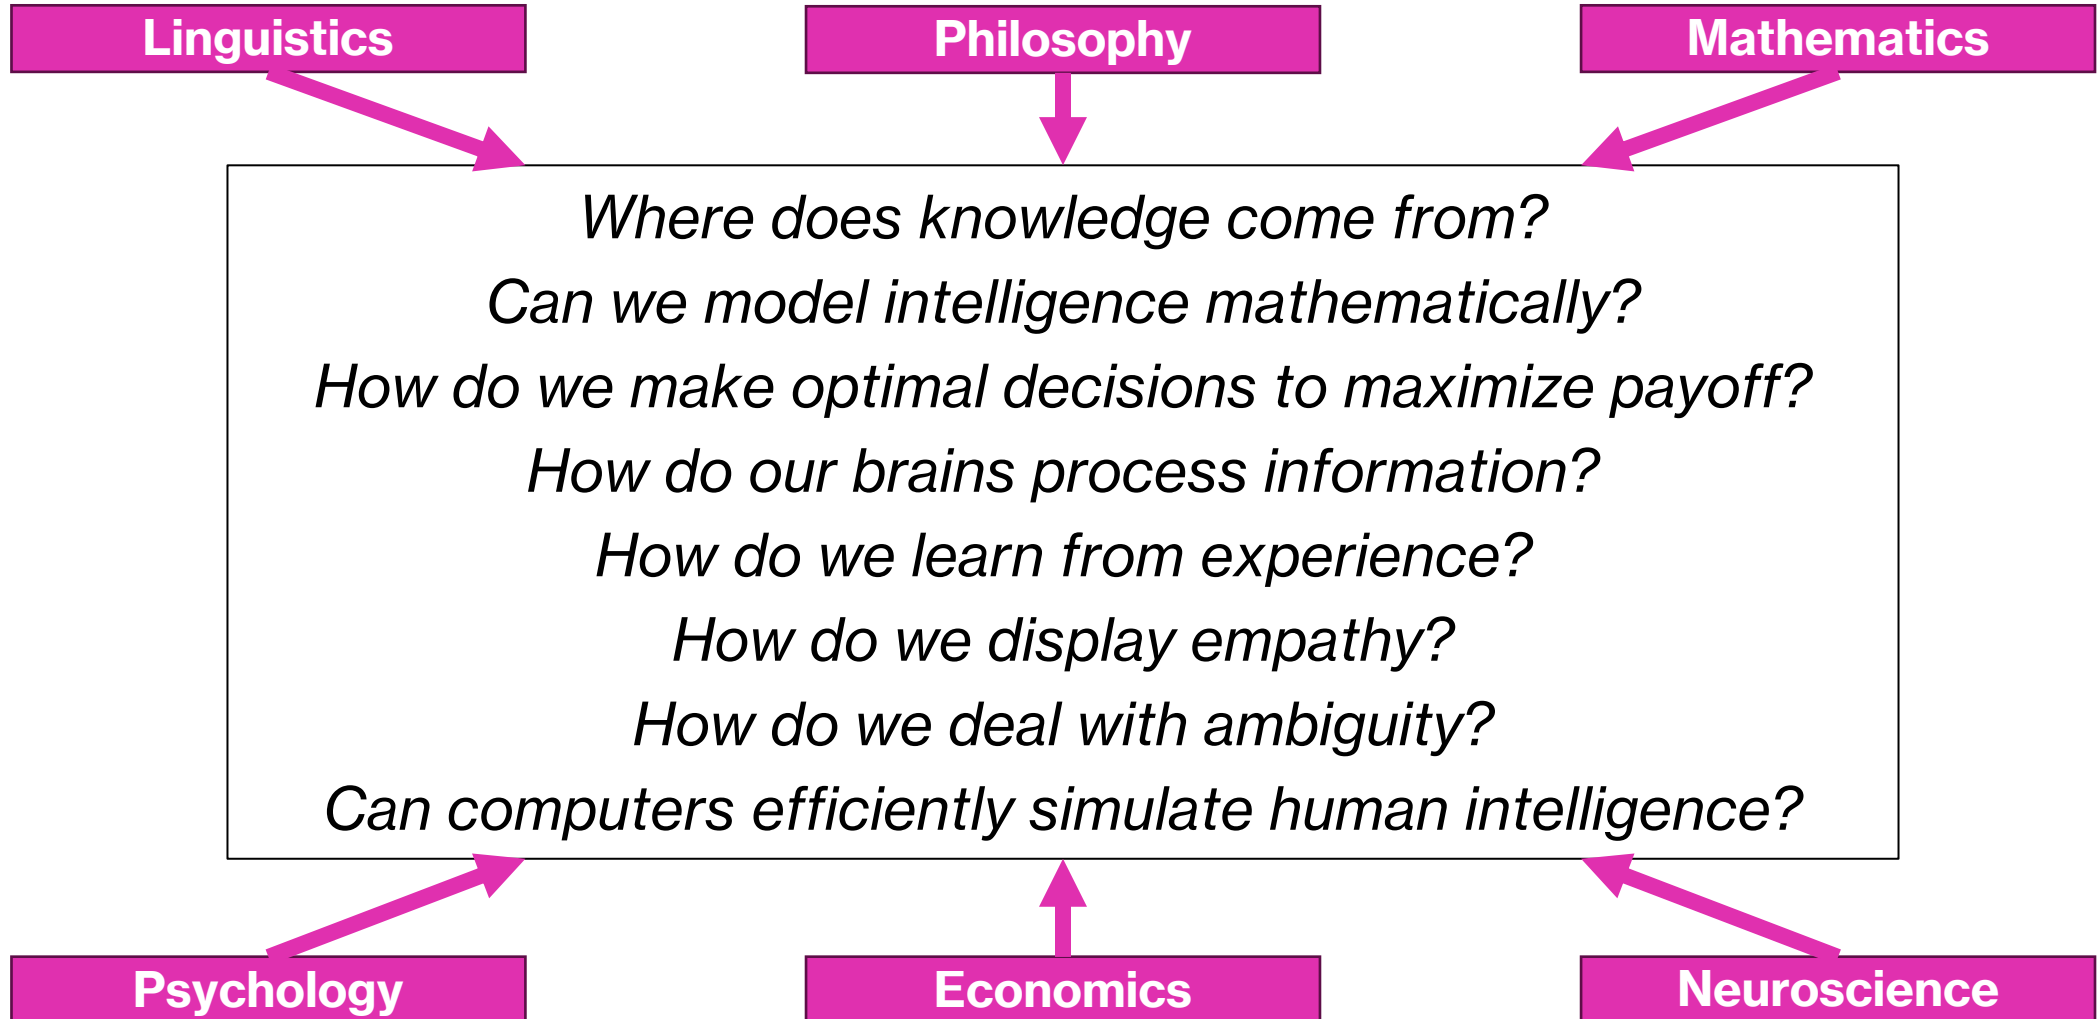 Linguistics
Philosophy
Mathematics
Where does knowledge come from?
Can we model intelligence mathematically?
How do we make optimal decisions to maximize payoff?
How do our brains process information?
How do we learn from experience?
How do we display empathy?
How do we deal with ambiguity?
Can computers efficiently simulate human intelligence?
Psychology
Economics
Neuroscience